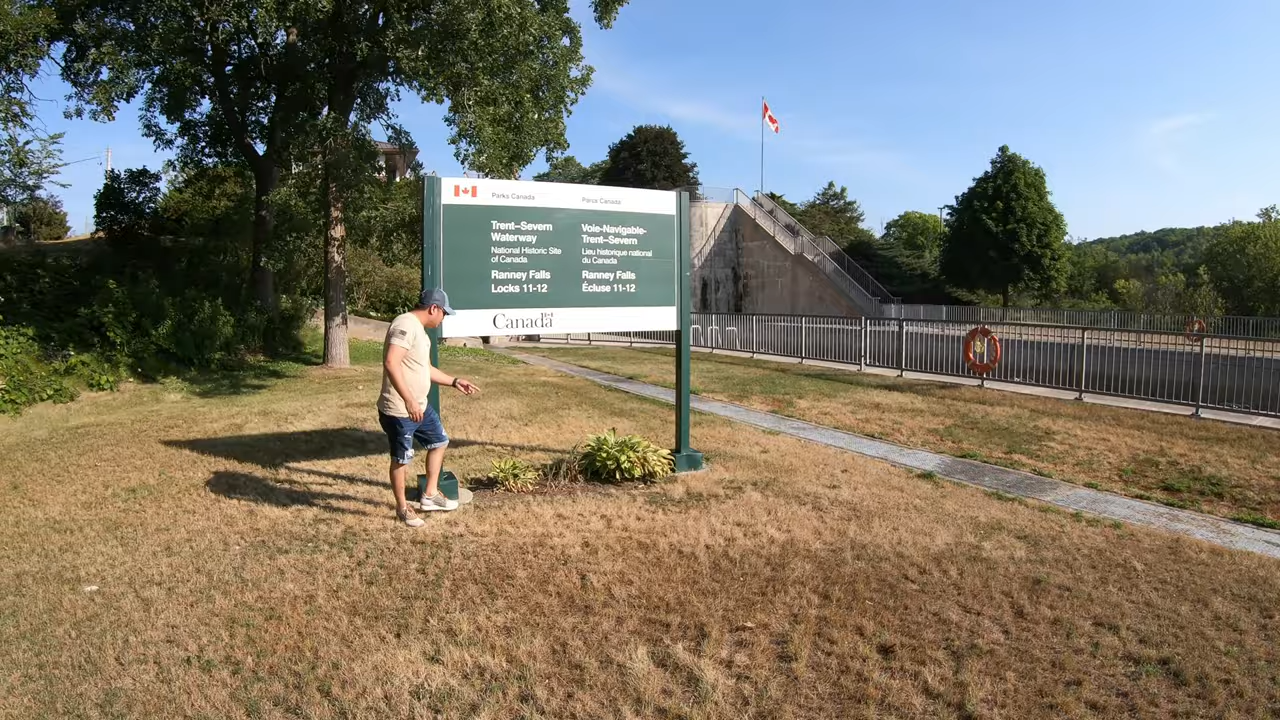 Parks Canada
Parcs Canada
Trent–Severn
Waterway
National Historic Site
of Canada
Ranney Falls
Locks 11-12
Voie-Navigable-
Trent–Severn
Lieu historique national
du Canada
Ranney Falls
Écluse 11-12
Canada